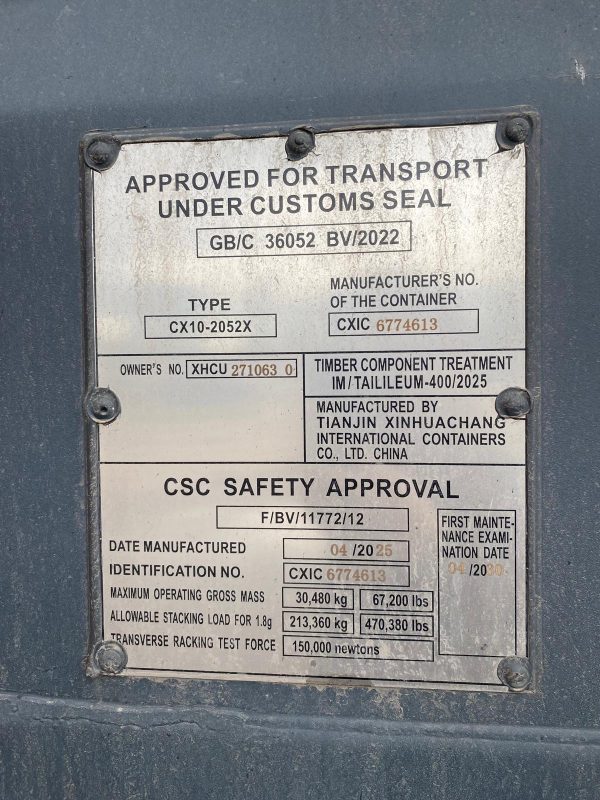 APPROVED FOR TRANSPORT
UNDER CUSTOMS SEAL
GB/C 36052 BV/2022
TYPE
CX10-2052X
MANUFACTURER'S NO.
OF THE CONTAINER
CXIC 6774613
OWNER'S NO. XHCU 271063 0
TIMBER COMPONENT TREATMENT
IM/TAILILEUM-400/2025
MANUFACTURED BY
TIANJIN XINHUACHANG
INTERNATIONAL CONTAINERS
CO., LTD. CHINA
CSC SAFETY APPROVAL
F/BV/11772/12
DATE MANUFACTURED 04 /2025
IDENTIFICATION NO. CXIC 6774613
MAXIMUM OPERATING GROSS MASS 30,480 kg 67,200 lbs
ALLOWABLE STACKING LOAD FOR 1.8g 213,360 kg 470,380 lbs
TRANSVERSE RACKING TEST FORCE 150,000 newtons
FIRST MAINTE-
NANCE EXAMI-
NATION DATE
04 /2030